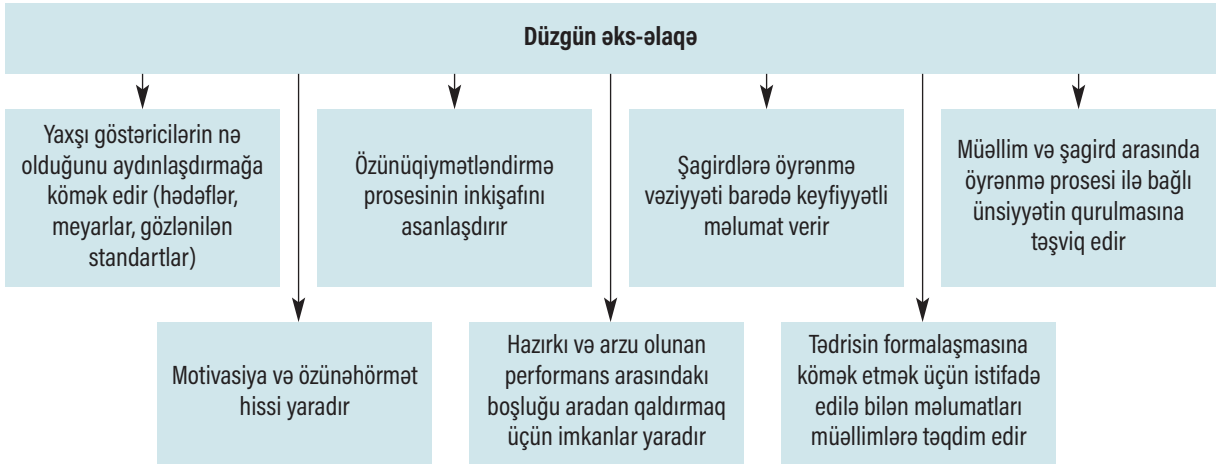 Düzgün əks-əlaqə
Yaxşı göstəricilərin nə
olduğunu aydınlaşdırmağa
kömək edir (hədəflər,
meyarlar, gözlənilən
standartlar)
Özünüqiymətləndirmə
prosesinin inkişafını
asanlaşdırır
Şagirdlərə öyrənmə
vəziyyəti barədə keyfiyyətli
məlumat verir
Müəllim və şagird arasında
öyrənmə prosesi ilə bağlı
ünsiyyətin qurulmasına
təşviq edir
Motivasiya və özünəhörmət
hissi yaradır
Hazırkı və arzu olunan
performans arasındakı
boşluğu aradan qaldırmaq
üçün imkanlar yaradır
Tədrisin formalaşmasına
kömək etmək üçün istifadə
edilə bilən məlumatları
müəllimlərə təqdim edir